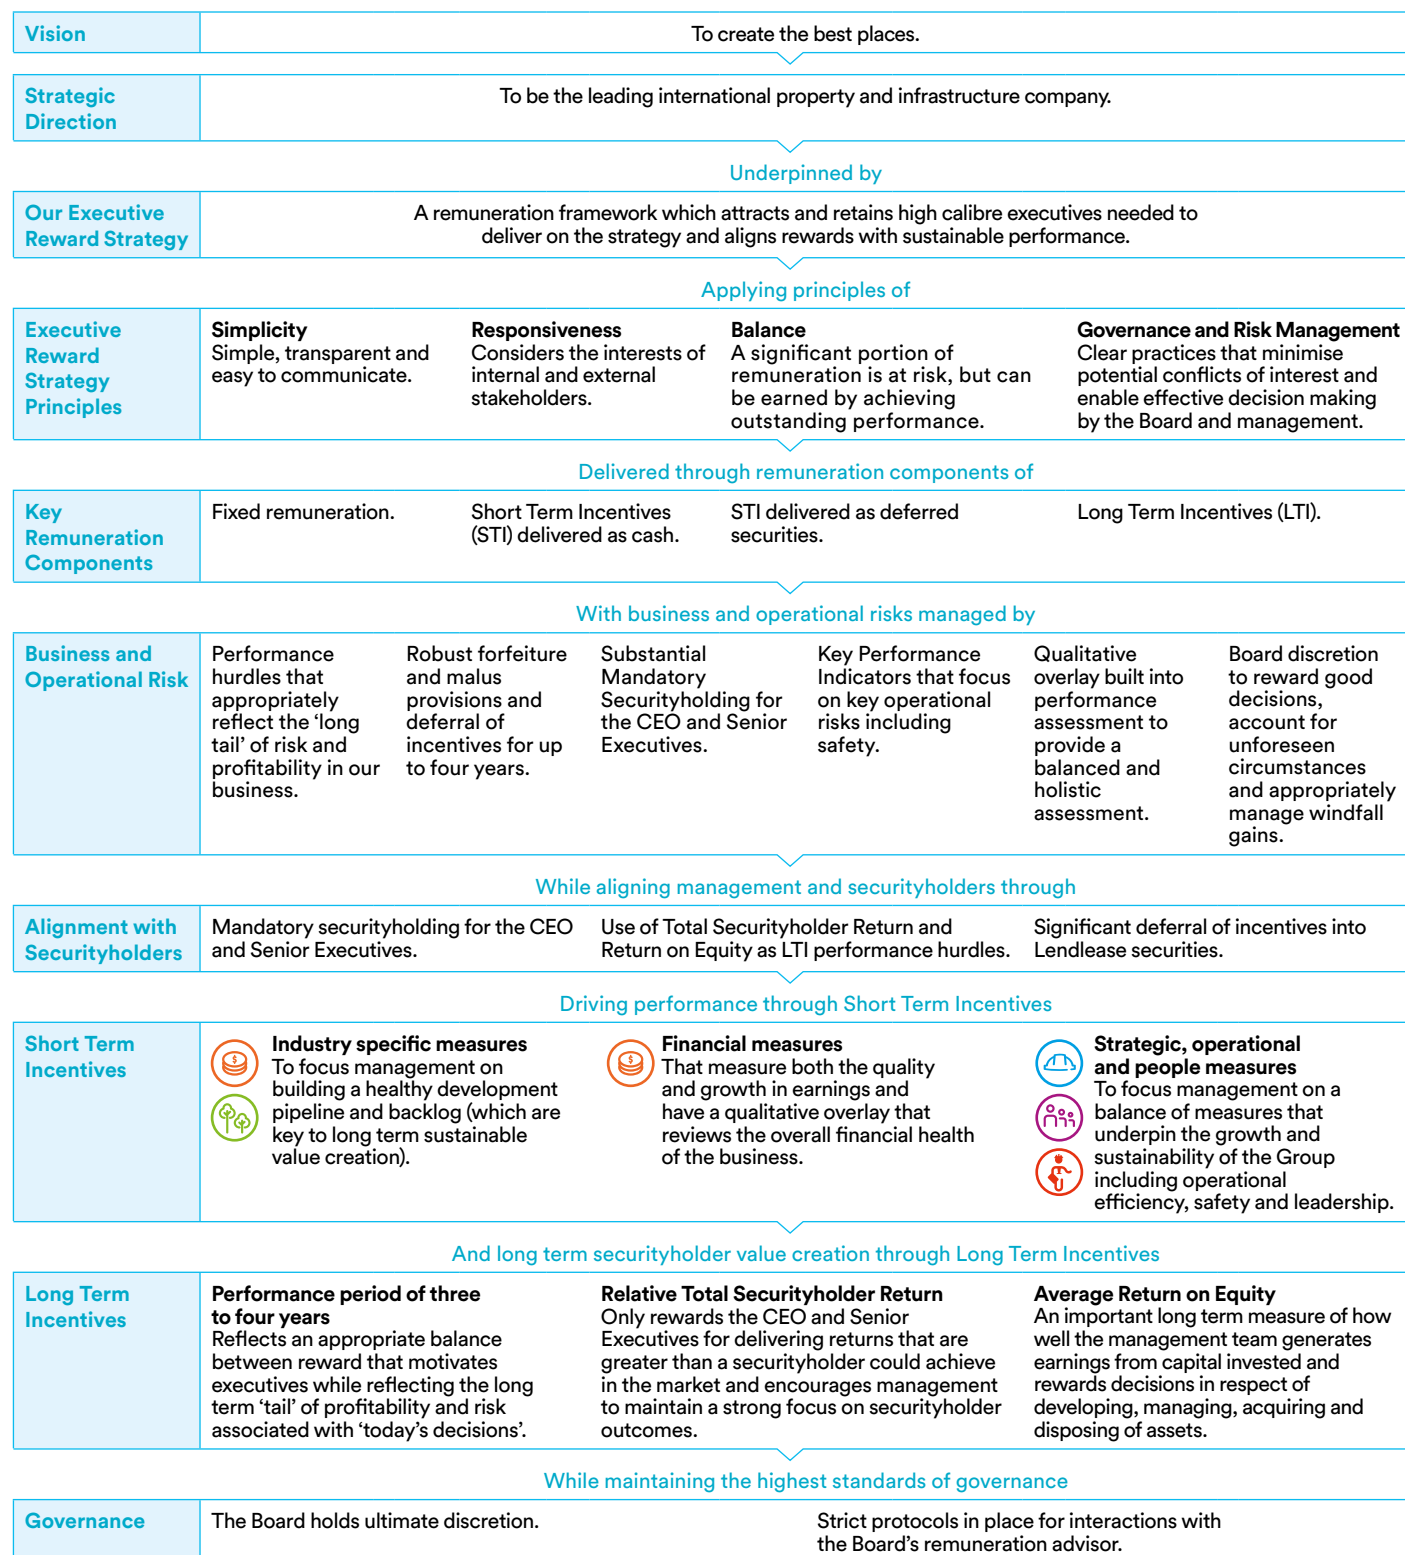 Vision
To create the best places.
Strategic
Direction
To be the leading international property and infrastructure company.
Underpinned by
Our Executive
Reward Strategy
A remuneration framework which attracts and retains high calibre executives needed to
deliver on the strategy and aligns rewards with sustainable performance.
Applying principles of
Executive
Reward
Strategy
Principles
Simplicity
Simple, transparent and
easy to communicate.
Responsiveness
Considers the interests of
internal and external
stakeholders.
Balance
A significant portion of
remuneration is at risk, but can
be earned by achieving
outstanding performance.
Governance and Risk Management
Clear practices that minimise
potential conflicts of interest and
enable effective decision making
by the Board and management.
Delivered through remuneration components of
Key
Remuneration
Components
Fixed remuneration.
Short Term Incentives
(STI) delivered as cash.
STI delivered as deferred
securities.
Long Term Incentives (LTI).
With business and operational risks managed by
Business and
Operational Risk
Performance
hurdles that
appropriately
reflect the ‘long
tail’ of risk and
profitability in our
business.
Robust forfeiture
and malus
provisions and
deferral of
incentives for up
to four years.
Substantial
Mandatory
Securityholding for
the CEO and Senior
Executives.
Key Performance
Indicators that focus
on key operational
risks including
safety.
Qualitative
overlay built into
performance
assessment to
provide a
balanced and
holistic
assessment.
Board discretion
to reward good
decisions,
account for
unforeseen
circumstances
and appropriately
manage windfall
gains.
While aligning management and securityholders through
Alignment with
Securityholders
Mandatory securityholding for the CEO
and Senior Executives.
Use of Total Securityholder Return and
Return on Equity as LTI performance hurdles.
Significant deferral of incentives into
Lendlease securities.
Driving performance through Short Term Incentives
Short Term
Incentives
Industry specific measures
To focus management on
building a healthy development
pipeline and backlog (which are
key to long term sustainable
value creation).
Financial measures
That measure both the quality
and growth in earnings and
have a qualitative overlay that
reviews the overall financial health
of the business.
Strategic, operational
and people measures
To focus management on a
balance of measures that
underpin the growth and
sustainability of the Group
including operational
efficiency, safety and leadership.
And long term securityholder value creation through Long Term Incentives
Long Term
Incentives
Performance period of three
to four years
Reflects an appropriate balance
between reward that motivates
executives while reflecting the long
term ‘tail’ of profitability and risk
associated with ‘today’s decisions’.
Relative Total Securityholder Return
Only rewards the CEO and Senior
Executives for delivering returns that are
greater than a securityholder could achieve
in the market and encourages management
to maintain a strong focus on securityholder
outcomes.
Average Return on Equity
An important long term measure of how
well the management team generates
earnings from capital invested and
rewards decisions in respect of
developing, managing, acquiring and
disposing of assets.
While maintaining the highest standards of governance
Governance
The Board holds ultimate discretion.
Strict protocols in place for interactions with
the Board’s remuneration advisor.